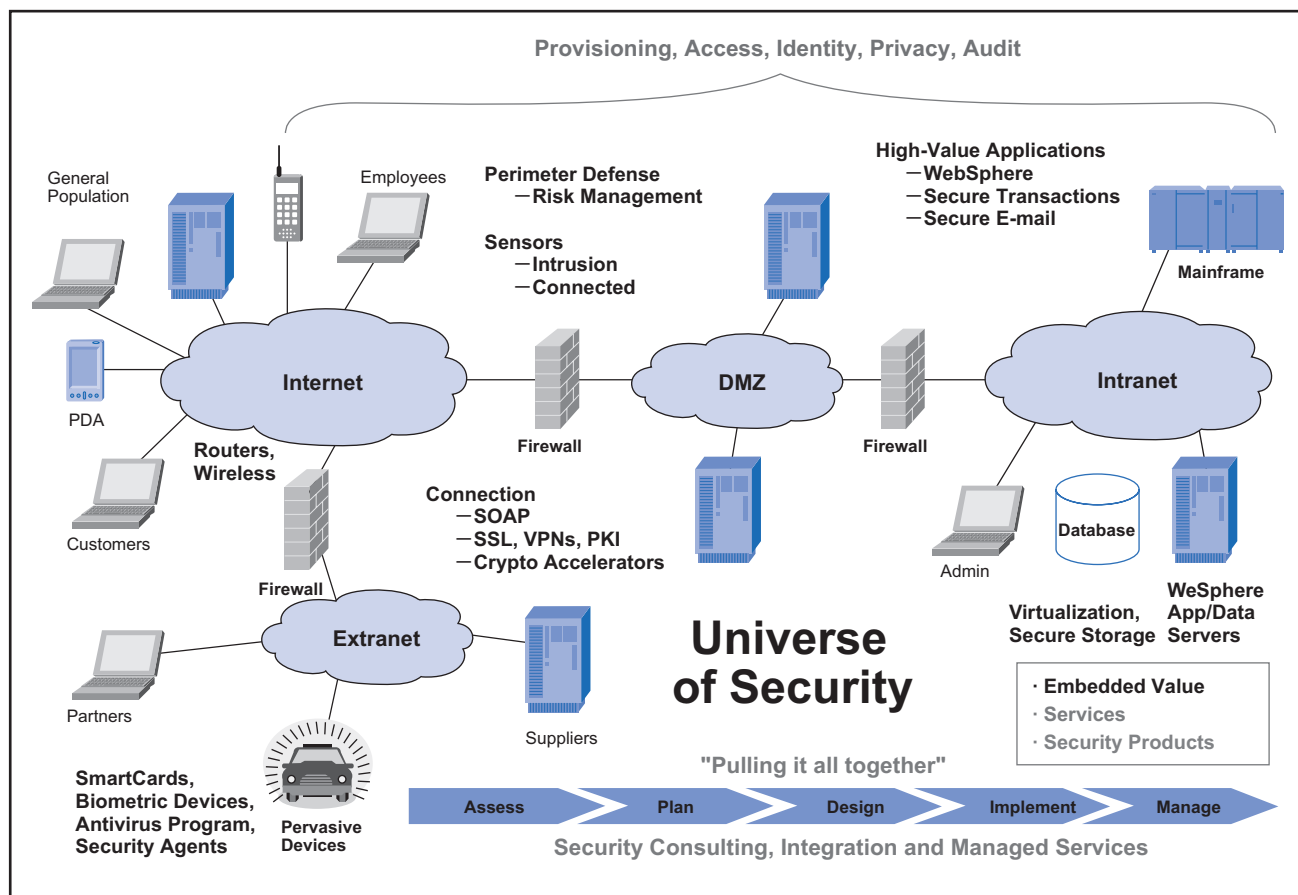 Provisioning, Access, Identity, Privacy, Audit
General
Population
Employees
Perimeter Defense
—Risk Management
Sensors
—Intrusion
—Connected
High-Value Applications
—WebSphere
—Secure Transactions
—Secure E-mail
Mainframe
Internet
DMZ
Intranet
PDA
Firewall
Firewall
Routers,
Wireless
Customers
Firewall
Connection
—SOAP
—SSL, VPNs, PKI
—Crypto Accelerators
Admin
Database
Virtualization,
Secure Storage
WeSphere
App/Data
Servers
Extranet
Partners
Suppliers
Universe
of Security
· Embedded Value
· Services
· Security Products
SmartCards,
Biometric Devices,
Antivirus Program,
Security Agents
Pervasive
Devices
"Pulling it all together"
Assess
Plan
Design
Implement
Manage
Security Consulting, Integration and Managed Services